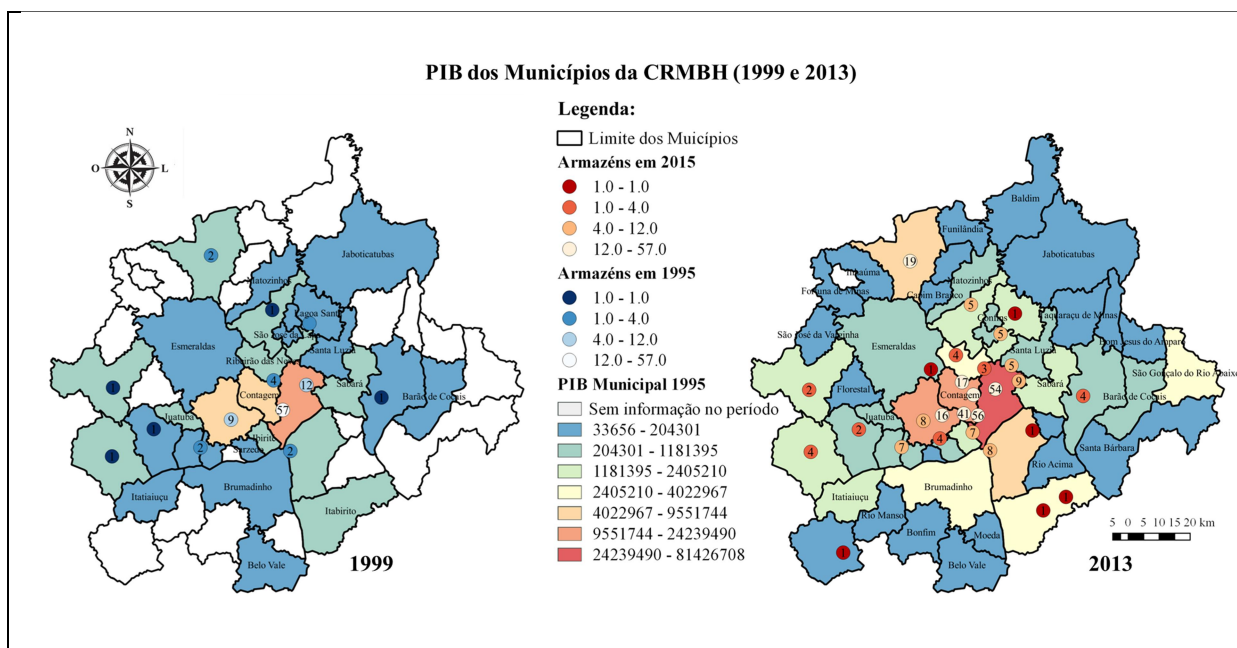 PIB dos Municípios da CRMBH (1999 e 2013)
N
O
L
S
Legenda:
Limite dos Muicípios
Armazéns em 2015
1.0 - 1.0
1.0 - 4.0
4.0 - 12.0
12.0 - 57.0
Armazéns em 1995
1.0 - 1.0
1.0 - 4.0
4.0 - 12.0
12.0 - 57.0
PIB Municipal 1995
Sem informação no período
33656 - 204301
204301 - 1181395
1181395 - 2405210
2405210 - 4022967
4022967 - 9551744
9551744 - 24239490
24239490 - 81426708
Jaboticatubas
2
Matozinhos
1
Lagoa Santa
São José da Lapa
Esmeraldas
Santa Luzia
Ribeirão das Neves
4
12
Sabará
1
1
Contagem
Barão de Cocais
57
Juatuba
9
1
Ibirité
2
Sarzedo
2
1
Brumadinho
Itatiaiuçu
Itabirito
Belo Vale
1999
Baldim
Funilândia
19
Jaboticatubas
Inhaúma
Matozinhos
Fortuna de Minas
Capim Branco
5
1
Confins
Taquaraçu de Minas
São José da Varginha
5
Bom Jesus do Amparo
Esmeraldas
4
Santa Luzia
1
3
5
São Gonçalo do Rio Abaixo
17
9
Sabará
2
Florestal
54
4
Contagem
Barão de Cocais
Juatuba
16
41
56
8
2
4
7
1
4
7
8
Santa Bárbara
Rio Acima
Itatiaiuçu
Brumadinho
1
1
Rio Manso
Bonfim
Moeda
1
Belo Vale
5 0 5 10 15 20 km
2013